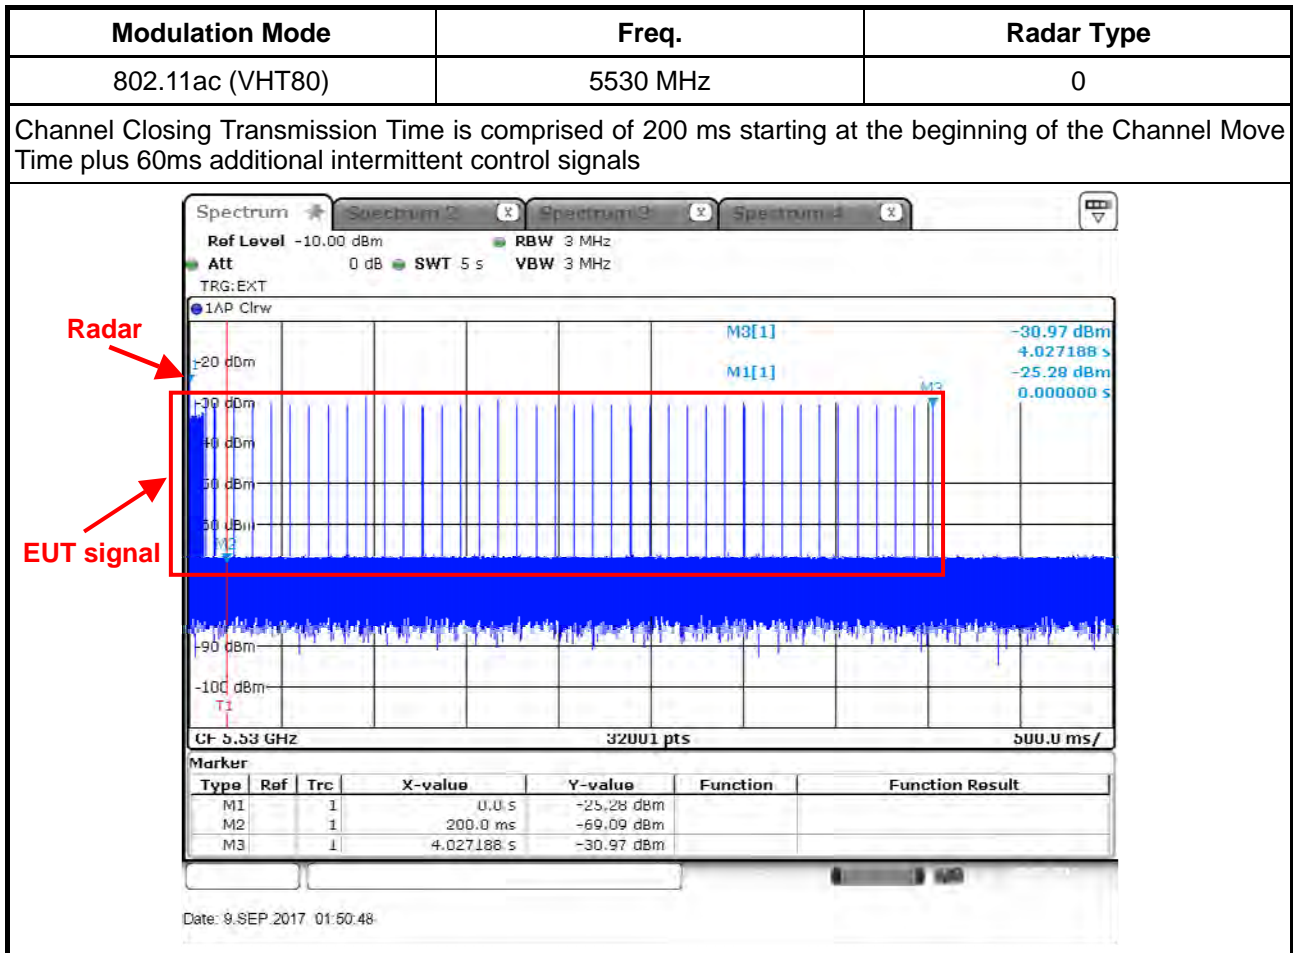 Modulation Mode Freq. Radar Type
802.11ac (VHT80) 5530 MHz 0
Channel Closing Transmission Time is comprised of 200 ms starting at the beginning of the Channel Move
Time plus 60ms additional intermittent control signals
Spectrum Spectrum 2 X Spectrum 3 X Spectrum 4 X
Ref Level -10.00 dBm RBW 3 MHz
Att 0 dB SWT 5 s VBW 3 MHz
TRG:EXT
1AP Clrw
Radar
M3[1] -30.97 dBm
4.027188 s
M1[1] -25.28 dBm
0.000000 s
-20 dBm
M3
-30 dBm
-40 dBm
dBm
dBm
M2
EUT signal
-90 dBm
-100 dBm
T1
CF 5.53 GHz 32001 pts 500.0 ms/
Marker
Type Ref Trc X-value Y-value Function Function Result
M1 1 0.0 s -25.28 dBm
M2 1 200.0 ms -69.09 dBm
M3 1 4.027188 s -30.97 dBm
Date: 9.SEP.2017 01:50:48